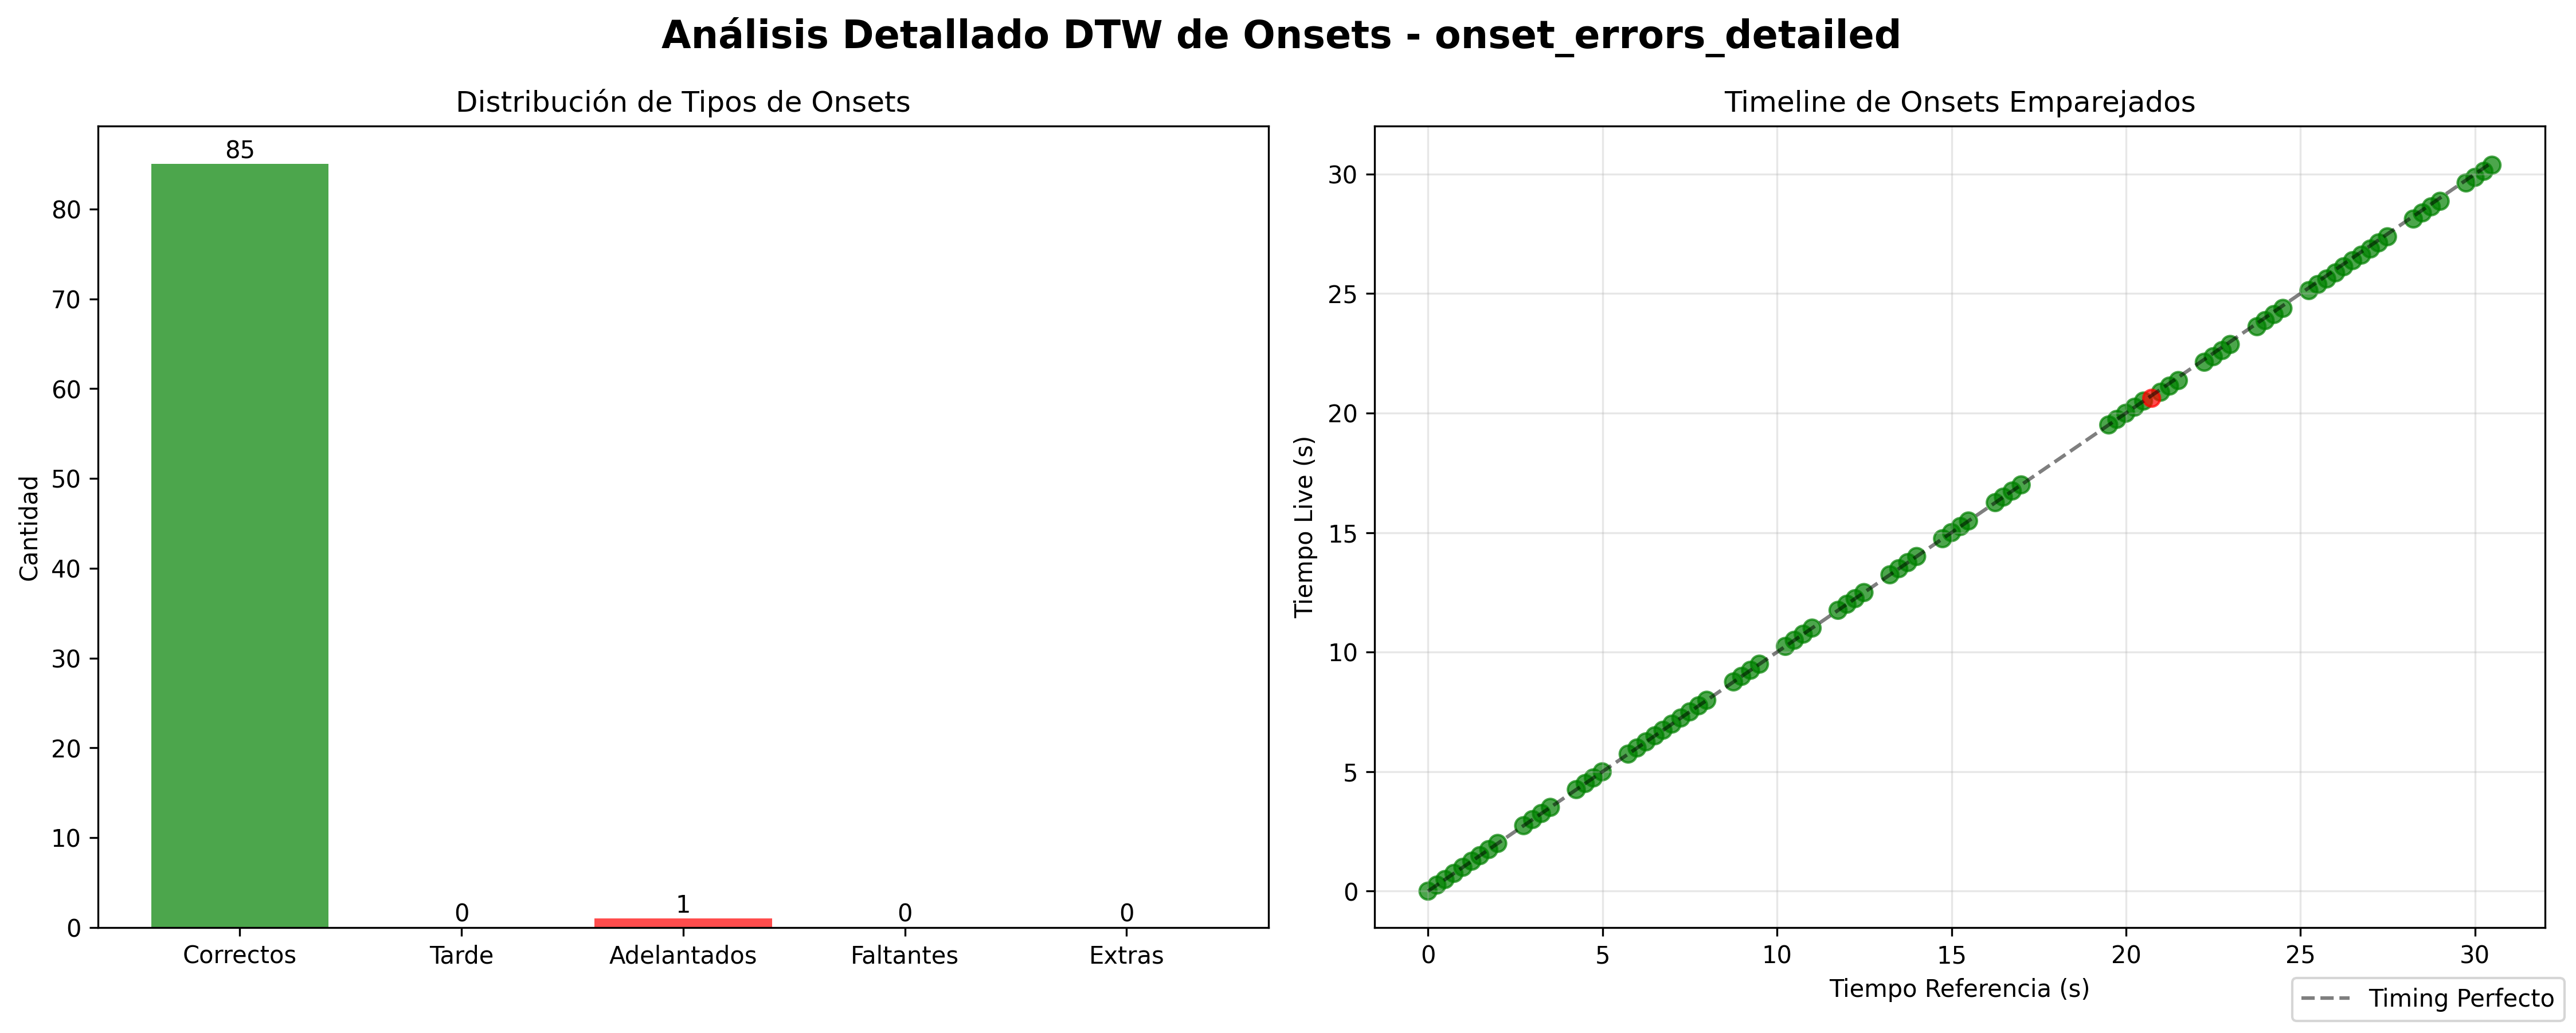 Análisis Detallado DTW de Onsets - onset_errors_detailed
Distribución de Tipos de Onsets
Cantidad
80
70
60
50
40
30
20
10
0
85
0
1
0
0
Correctos Tarde Adelantados Faltantes Extras
Timeline de Onsets Emparejados
Tiempo Live (s)
30
25
20
15
10
5
0
0 5 10 15 20 25 30
Tiempo Referencia (s)
Timing Perfecto